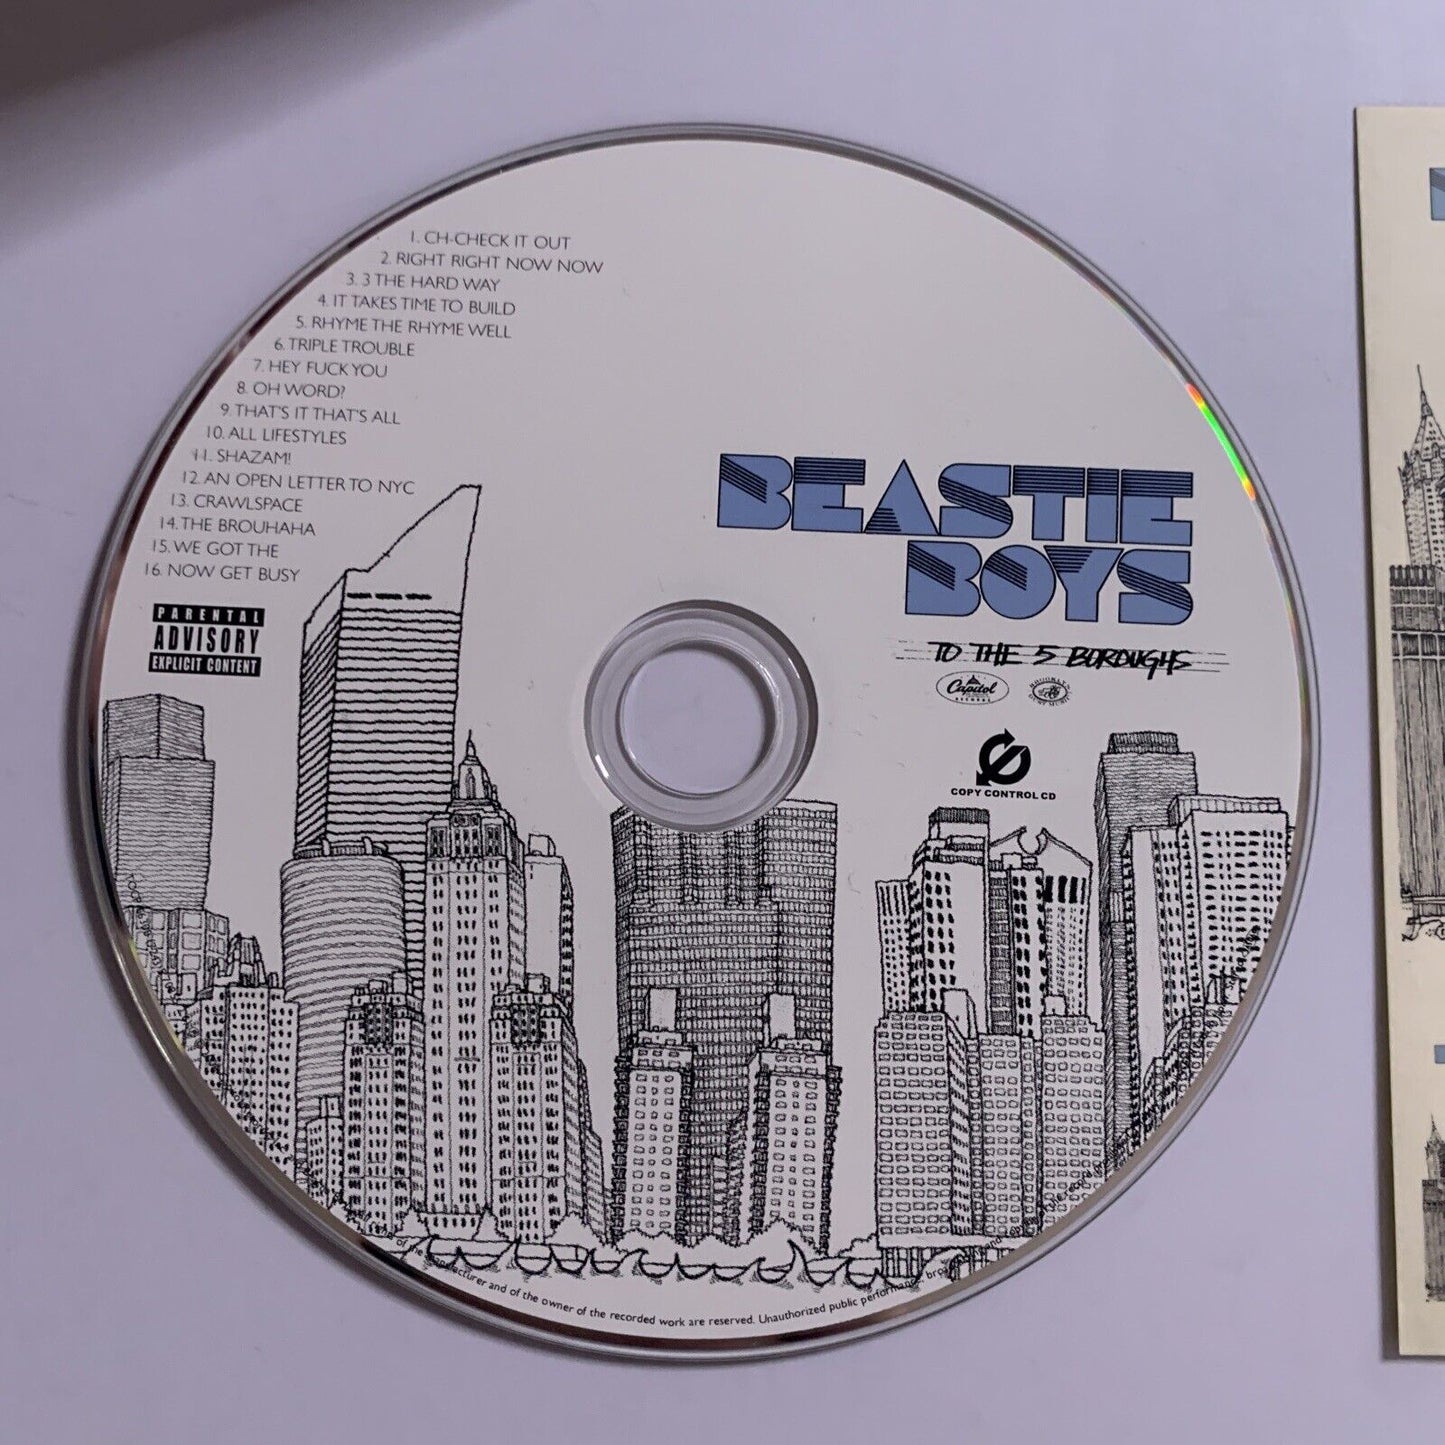 1. CH-CHECK IT OUT
2. RIGHT RIGHT NOW NOW
3. 3 THE HARD WAY
4. IT TAKES TIME TO BUILD
5. RHYME THE RHYME WELL
6. TRIPLE TROUBLE
7. HEY FUCK YOU
8. OH WORD?
9. THAT'S IT THAT'S ALL
10. ALL LIFESTYLES
11. SHAZAM!
12. AN OPEN LETTER TO NYC
13. CRAWLSPACE
14. THE BROUHAHA
15. WE GOT THE
16. NOW GET BUSY
PARENTAL
ADVISORY
EXPLICIT CONTENT
BEASTIE
BOYS
TO THE 5 BOROUGHS
Capitol
RECORDS
COPY CONTROL CD
of the manufacturer and of the owner of the recorded work are reserved. Unauthorized public performance, broadcasting and